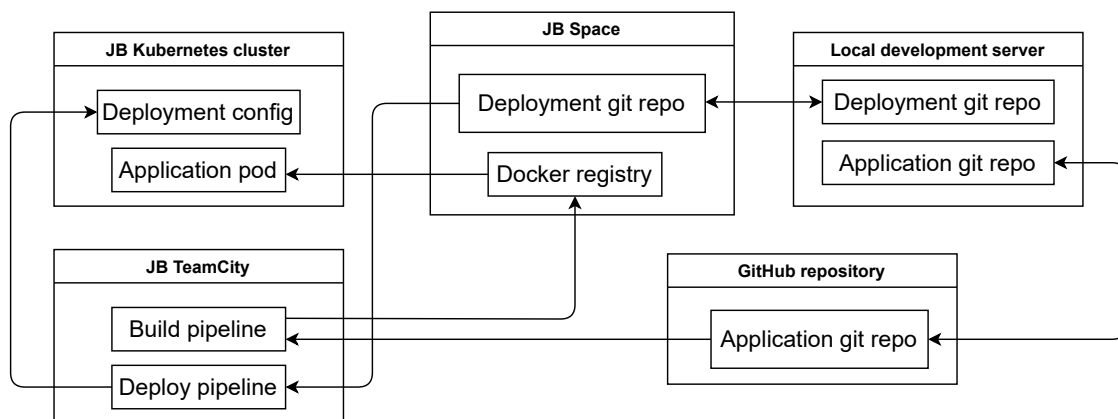 JB Kubernetes cluster
Deployment config
Application pod
JB Space
Deployment git repo
Docker registry
Local development server
Deployment git repo
Application git repo
JB TeamCity
Build pipeline
Deploy pipeline
GitHub repository
Application git repo